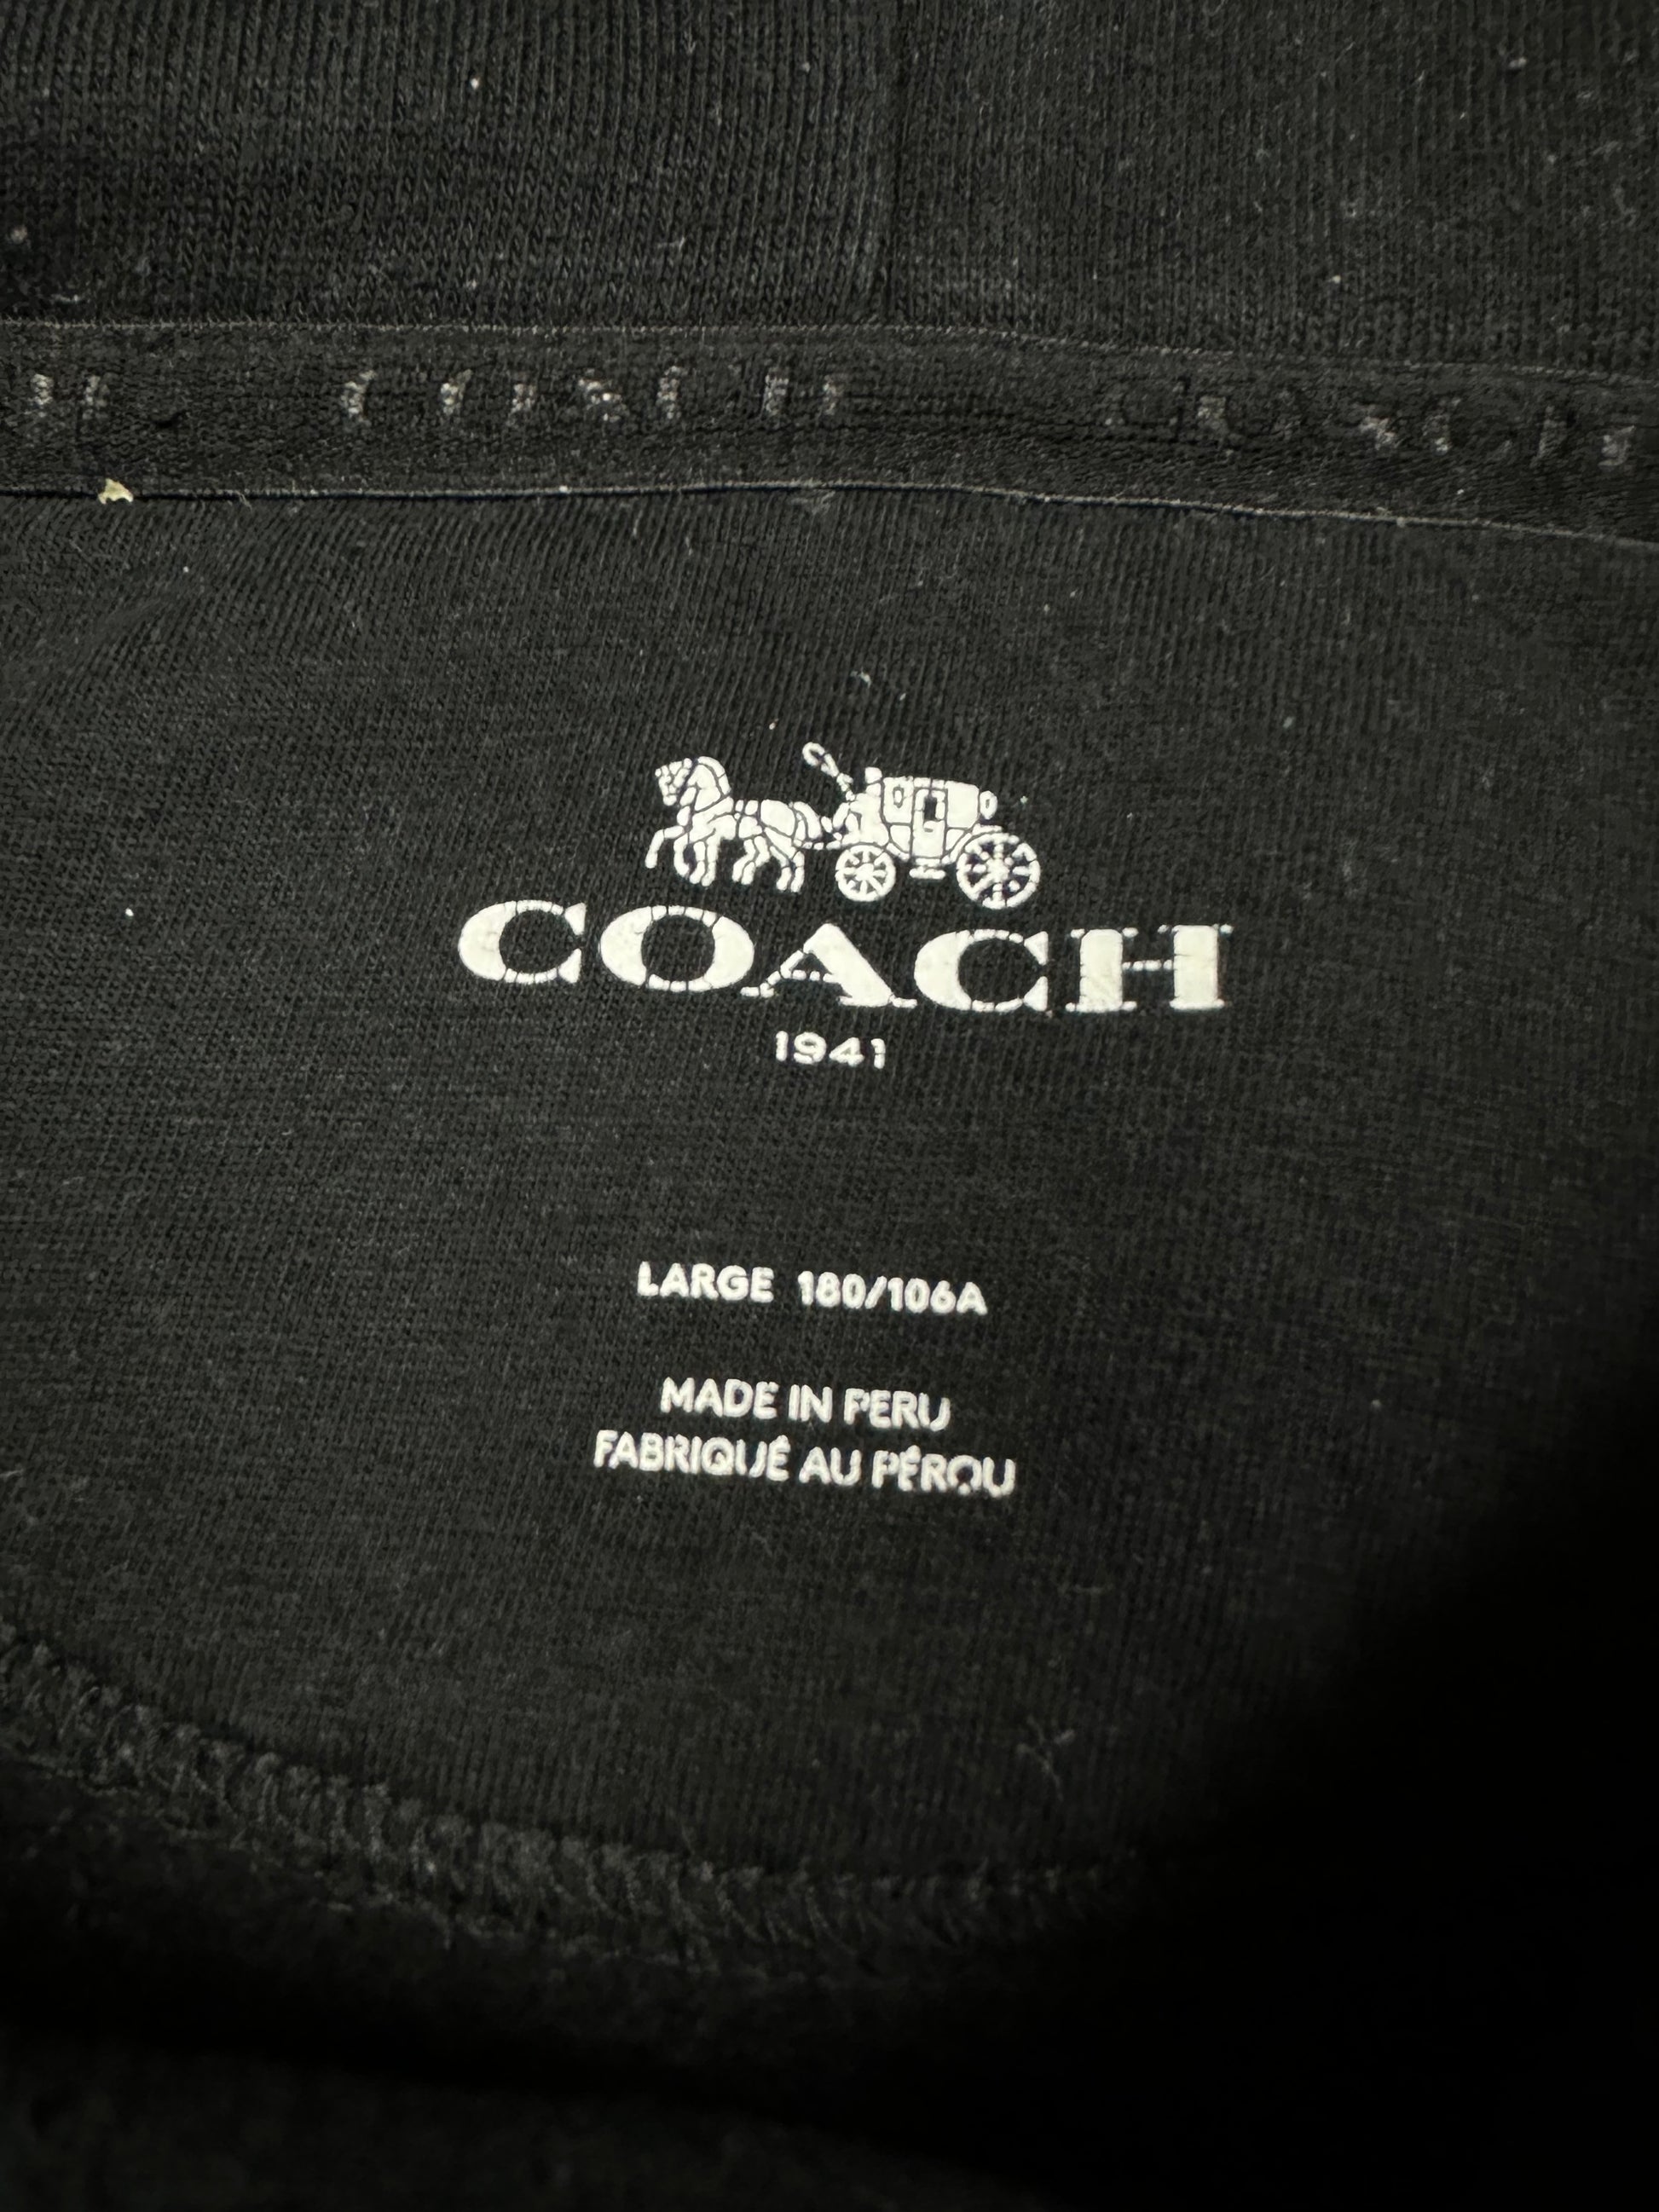 COACH COACH
COACH
1941
LARGE 180/106A
MADE IN PERU
FABRIQUÉ AU PÉROU